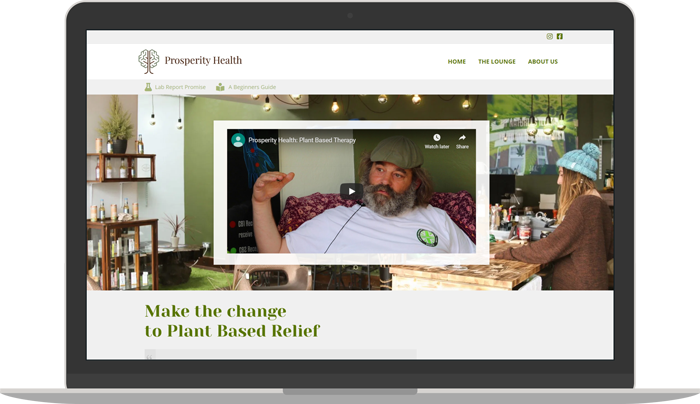 Prosperity Health
HOME THE LOUNGE ABOUT US
Lab Report Promise A Beginners Guide
Prosperity Health: Plant Based Therapy
Watch later Share
Make the change
to Plant Based Relief